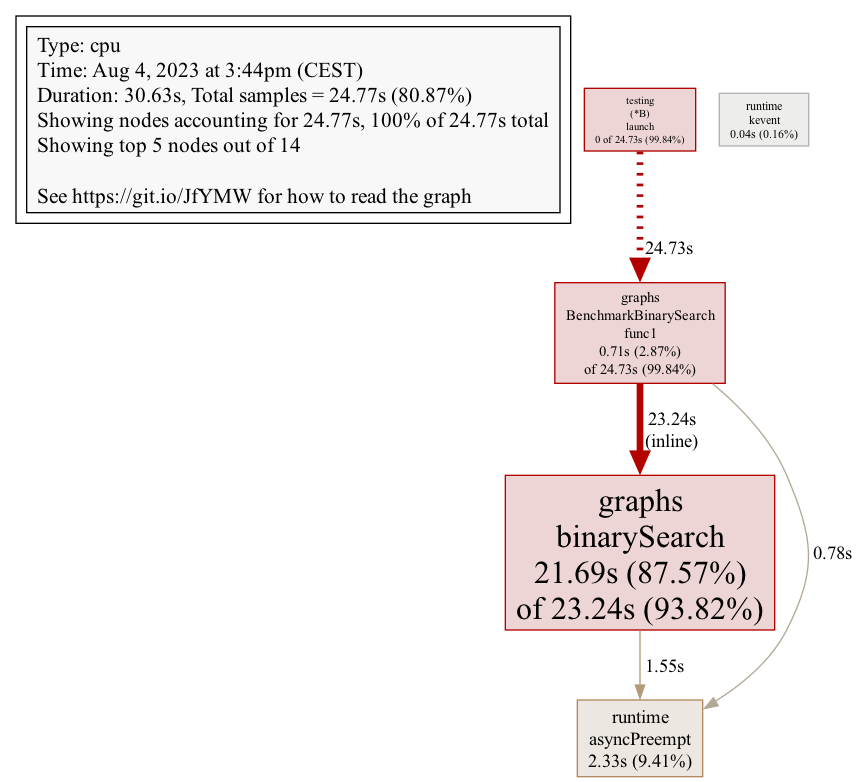 Type: cpu
Time: Aug 4, 2023 at 3:44pm (CEST)
Duration: 30.63s, Total samples = 24.77s (80.87%)
Showing nodes accounting for 24.77s, 100% of 24.77s total
Showing top 5 nodes out of 14
See https://git.io/JfYMW for how to read the graph
testing
(*B)
launch
0 of 24.73s (99.84%)
runtime
kevent
0.04s (0.16%)
24.73s
graphs
BenchmarkBinarySearch
func1
0.71s (2.87%)
of 24.73s (99.84%)
23.24s
(inline)
graphs
binarySearch
21.69s (87.57%)
of 23.24s (93.82%)
0.78s
1.55s
runtime
asyncPreempt
2.33s (9.41%)